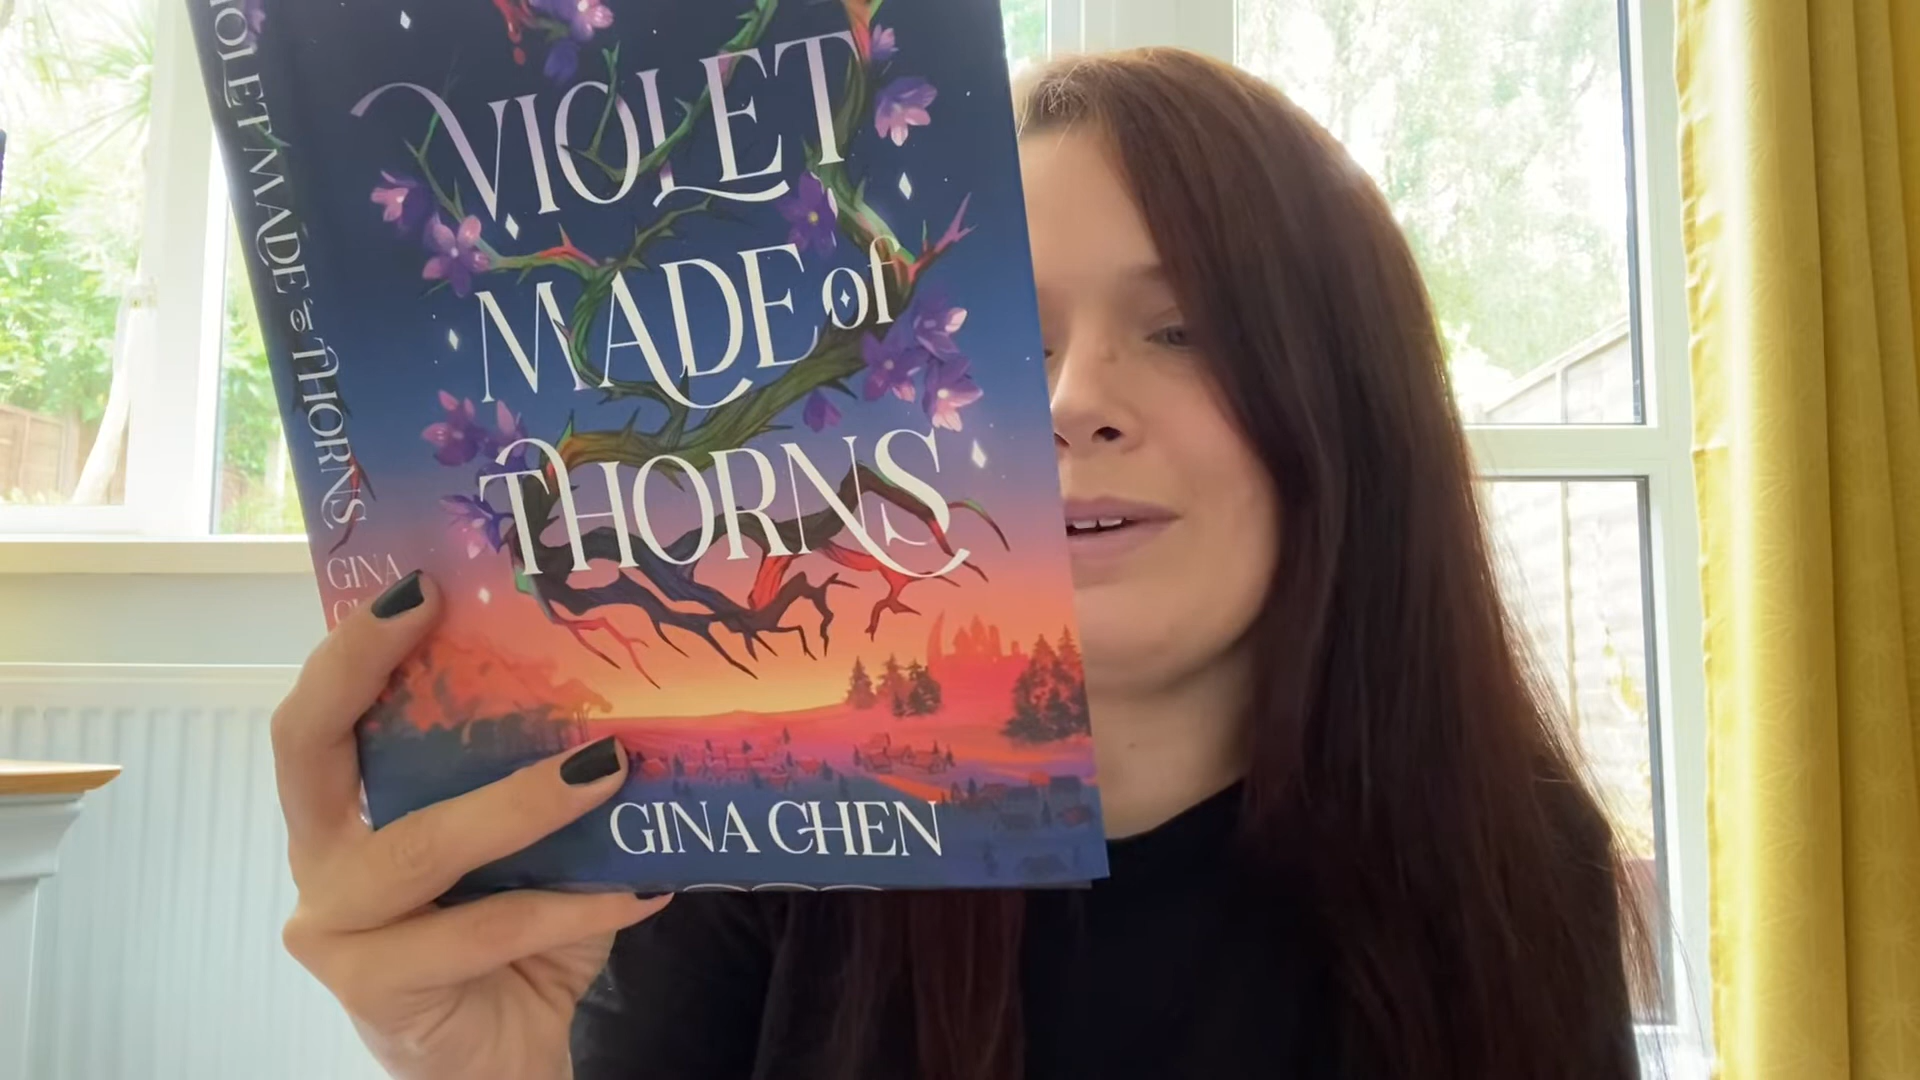 VIOLET
MADE of
THORNS
GINA CHEN
VIOLET MADE OF THORNS
GINA